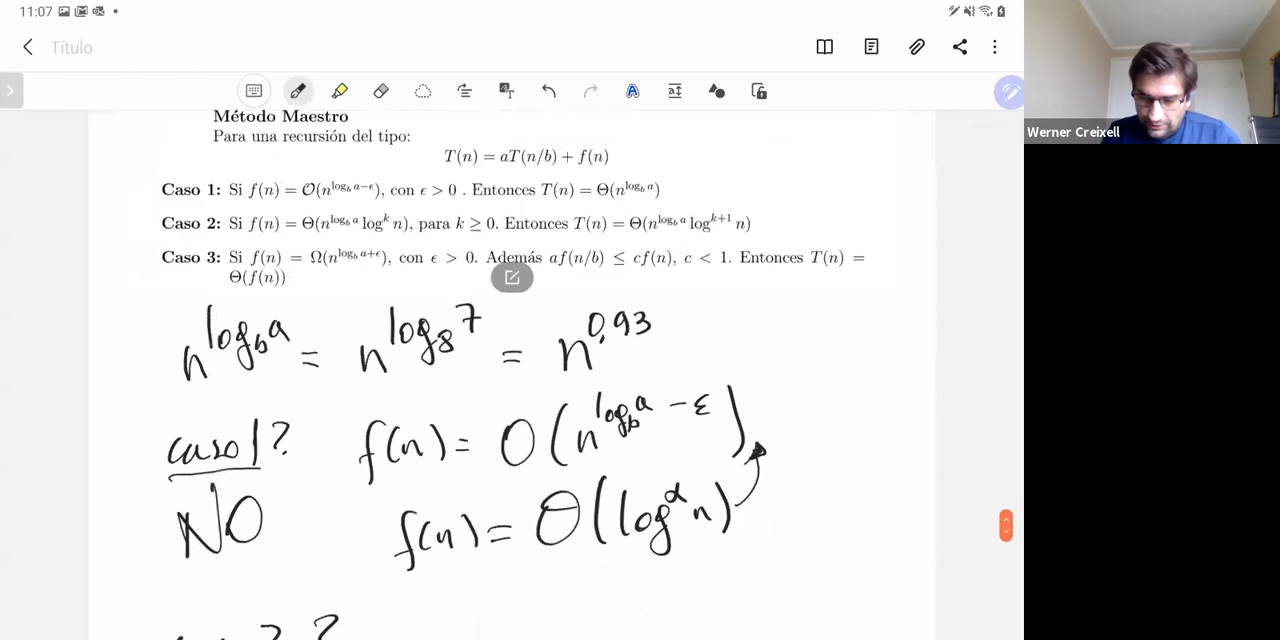 11:07
Título
Werner Creixell
Método Maestro
Para una recursión del tipo:
T(n) = aT(n/b) + f(n)
Caso 1: Si f(n) = O(n^{log_b a−ϵ}), con ϵ > 0 . Entonces T(n) = Θ(n^{log_b a})
Caso 2: Si f(n) = Θ(n^{log_b a} log^k n), para k ≥ 0. Entonces T(n) = Θ(n^{log_b a} log^{k+1} n)
Caso 3: Si f(n) = Ω(n^{log_b a+ϵ}), con ϵ > 0. Además af(n/b) ≤ cf(n), c < 1. Entonces T(n) =
Θ(f(n))
n^{log_b a} = n^{log_8 7} = n^{0,93}
caso 1? f(n) = O(n^{log_b a − ε})
NO f(n) = Θ(log^α n)